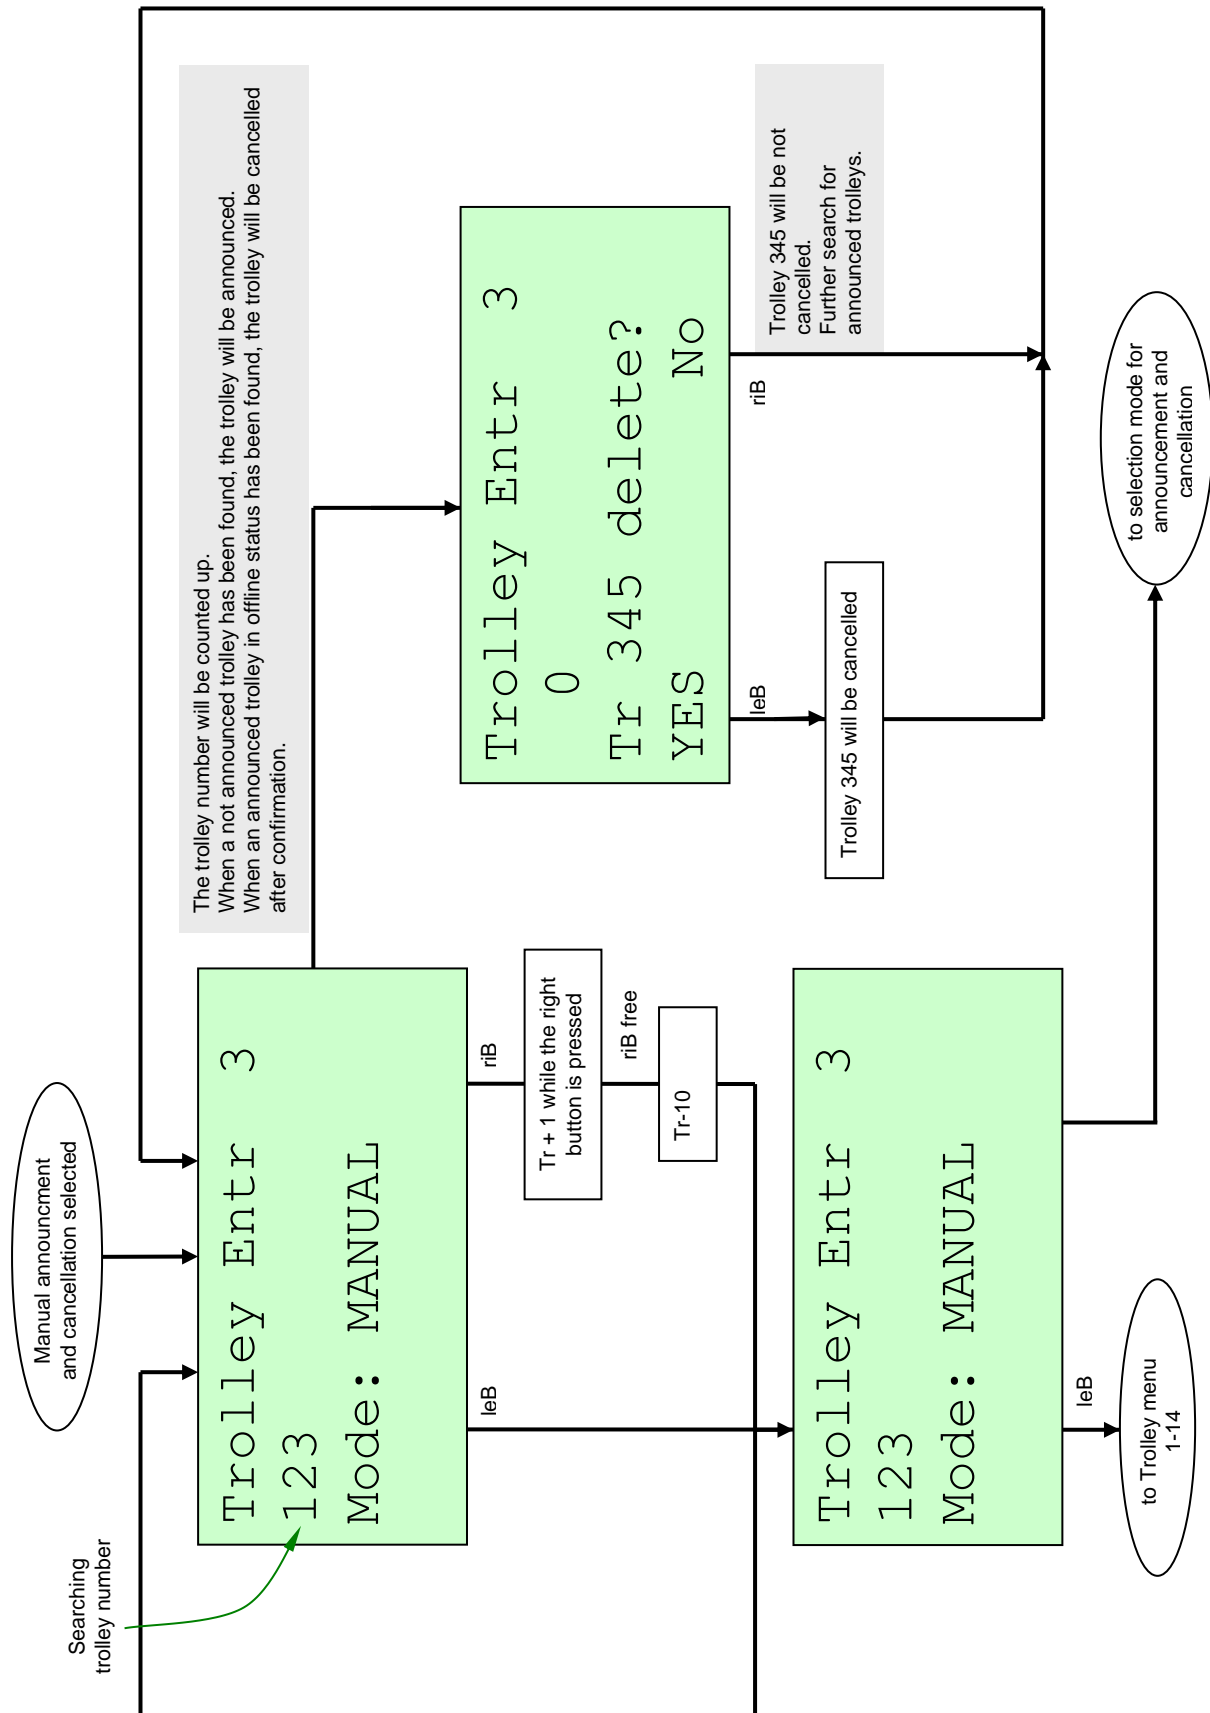 Manual announcment
and cancellation selected
Searching
trolley number
Trolley Entr 3
123
Mode: MANUAL
The trolley number will be counted up.
When a not announced trolley has been found, the trolley will be announced.
When an announced trolley in offline status has been found, the trolley will be cancelled
after confirmation.
leB
riB
Tr + 1 while the right
button is pressed
riB free
Tr-10
Trolley Entr 3
0
Tr 345 delete?
YES No
leB
riB
Trolley 345 will be cancelled
Trolley 345 will be not
cancelled.
Further search for
announced trolleys.
Trolley Entr 3
123
Mode: MANUAL
leB
to Trolley menu
1-14
to selection mode for
announcement and
cancellation